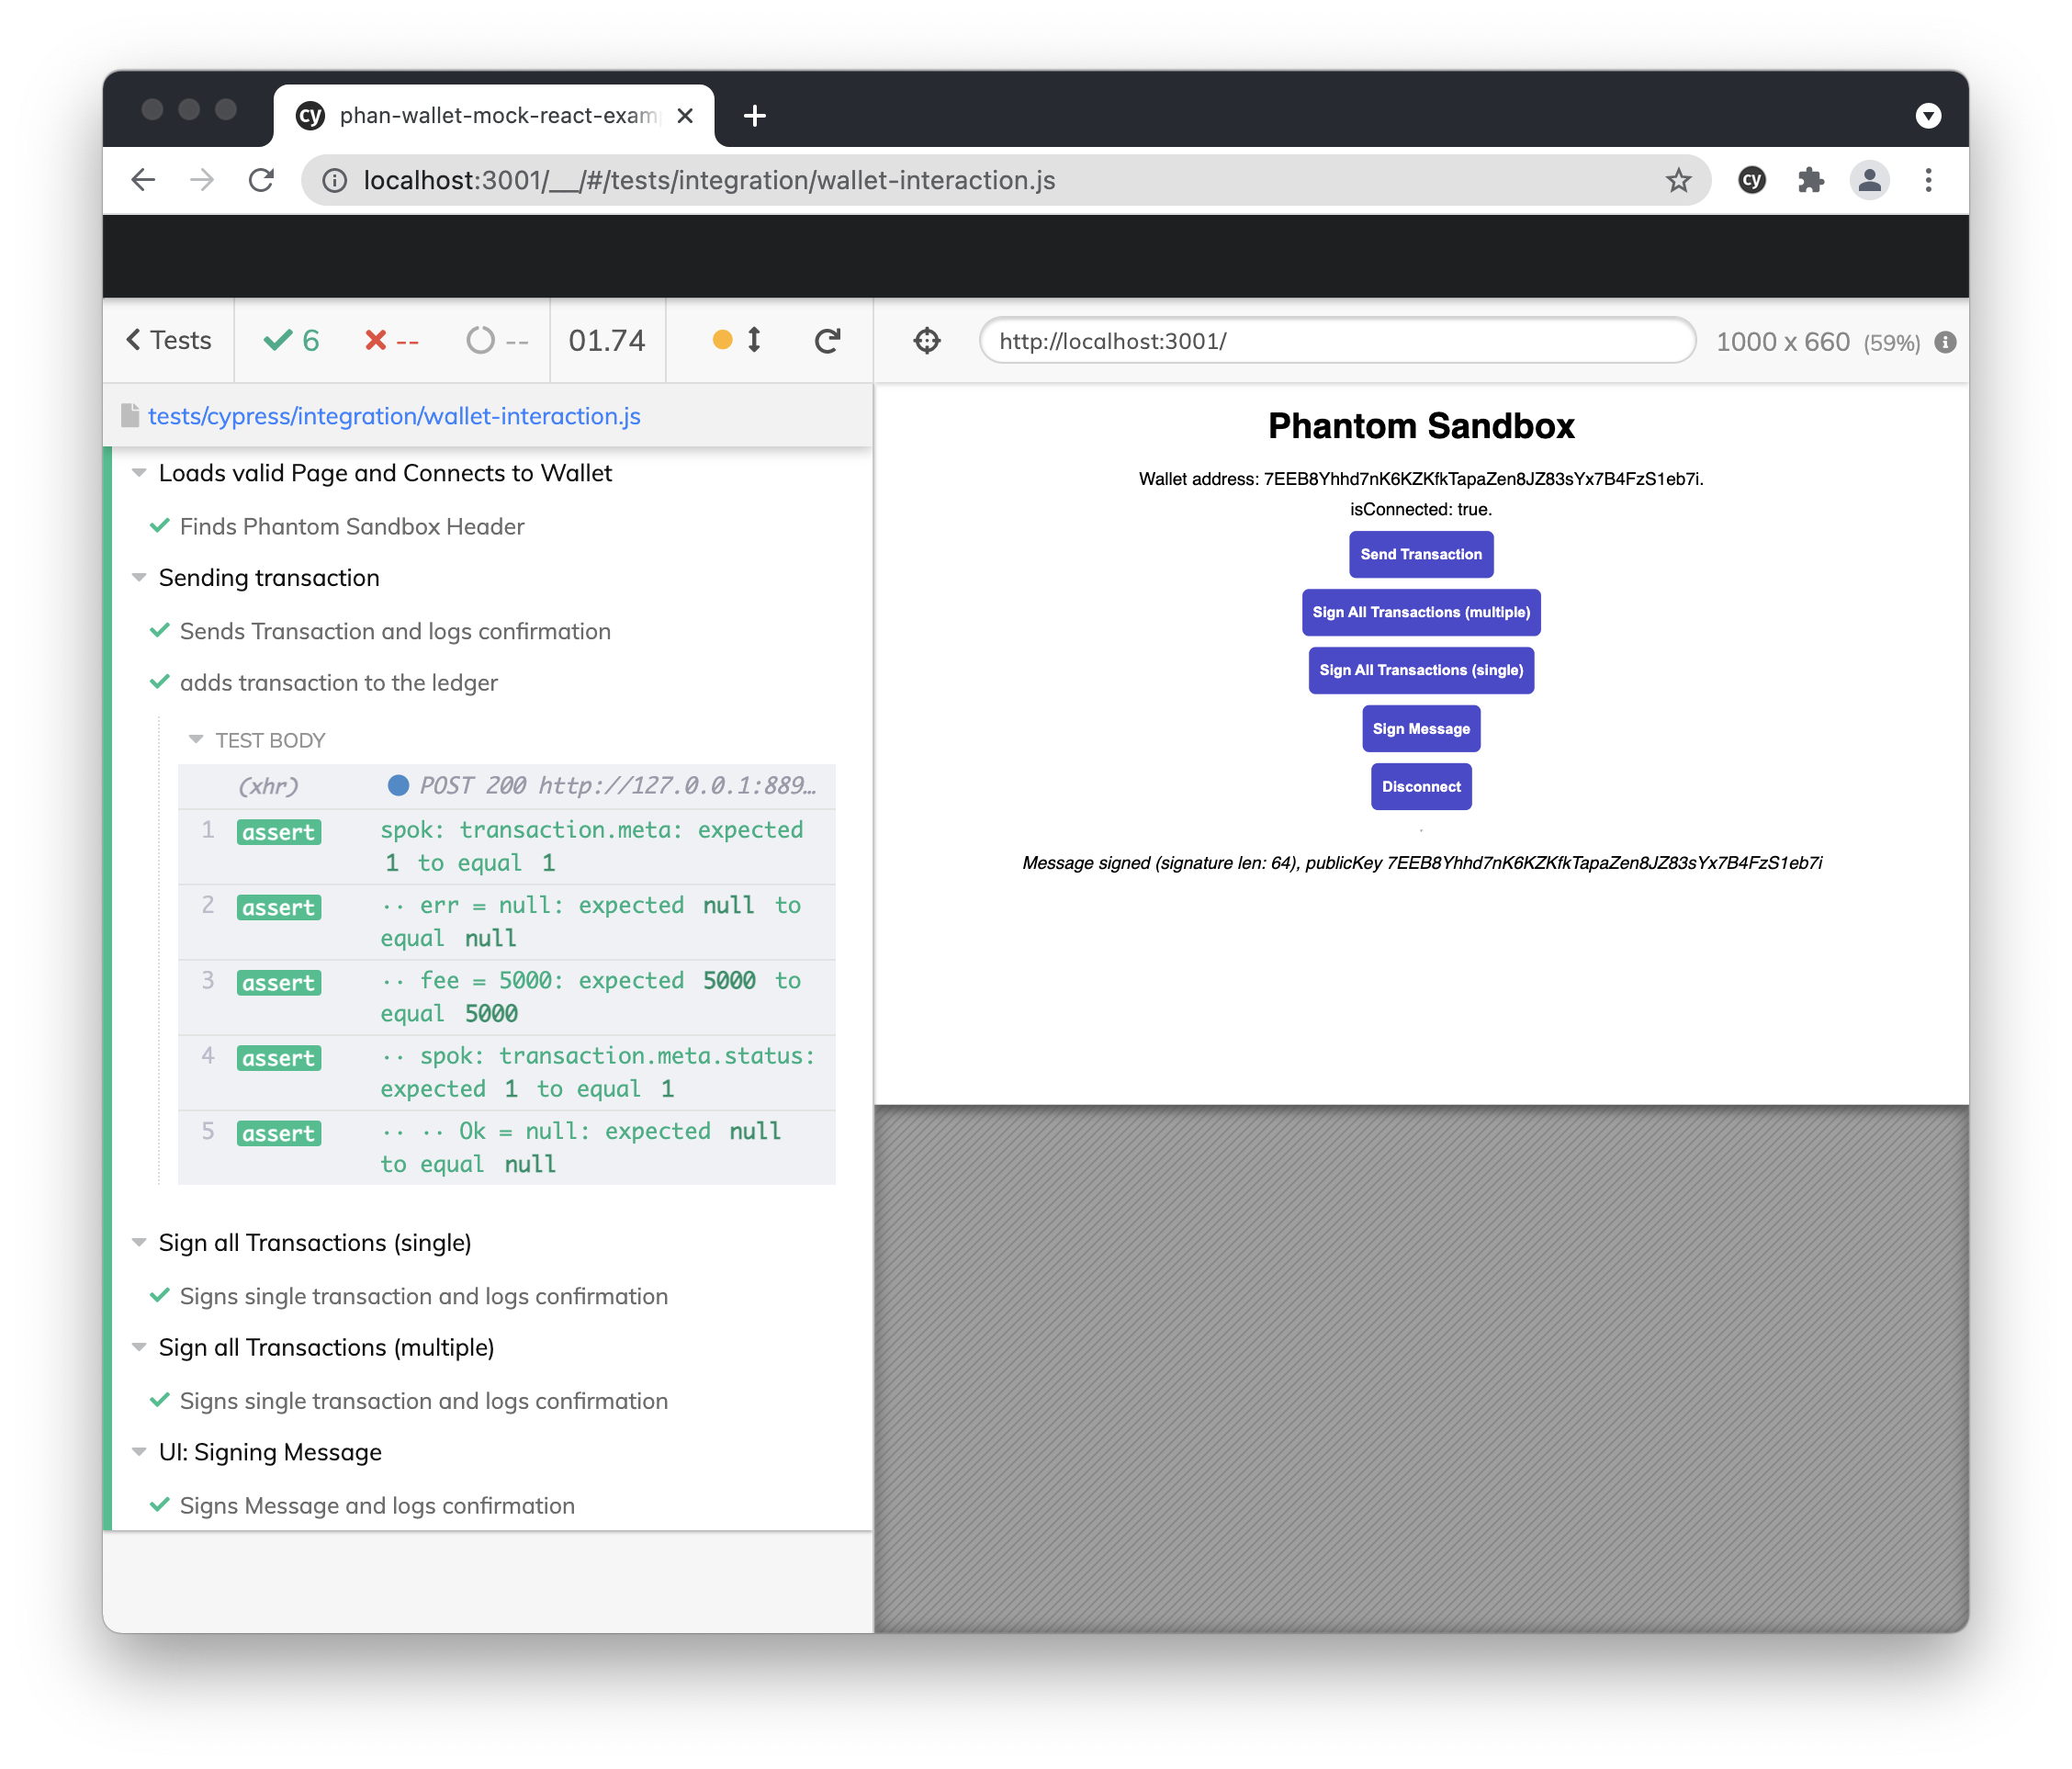 cy phan-wallet-mock-react-exam
localhost:3001/__/#/tests/integration/wallet-interaction.js
cy
Tests
6
--
--
01.74
http://localhost:3001/
1000 x 660 (59%)
tests/cypress/integration/wallet-interaction.js
Loads valid Page and Connects to Wallet
Finds Phantom Sandbox Header
Sending transaction
Sends Transaction and logs confirmation
adds transaction to the ledger
TEST BODY
(xhr) POST 200 http://127.0.0.1:889…
1 assert spok: transaction.meta: expected
1 to equal 1
2 assert ·· err = null: expected null to
equal null
3 assert ·· fee = 5000: expected 5000 to
equal 5000
4 assert ·· spok: transaction.meta.status:
expected 1 to equal 1
5 assert ·· ·· Ok = null: expected null
to equal null
Sign all Transactions (single)
Signs single transaction and logs confirmation
Sign all Transactions (multiple)
Signs single transaction and logs confirmation
UI: Signing Message
Signs Message and logs confirmation
Phantom Sandbox
Wallet address: 7EEB8Yhhd7nK6KZKfkTapaZen8JZ83sYx7B4FzS1eb7i.
isConnected: true.
Send Transaction
Sign All Transactions (multiple)
Sign All Transactions (single)
Sign Message
Disconnect
.
Message signed (signature len: 64), publicKey 7EEB8Yhhd7nK6KZKfkTapaZen8JZ83sYx7B4FzS1eb7i